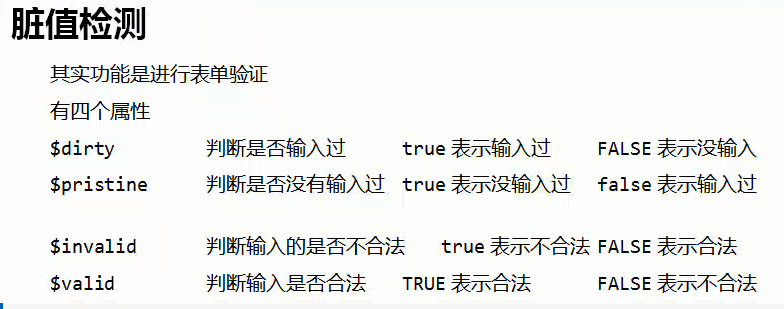 脏值检测
其实功能是进行表单验证
有四个属性
$dirty 判断是否输入过 true 表示输入过 FALSE 表示没输入
$pristine 判断是否没有输入过 true 表示没输入过 false 表示输入过
$invalid 判断输入的是否不合法 true 表示不合法 FALSE 表示合法
$valid 判断输入是否合法 TRUE 表示合法 FALSE 表示不合法